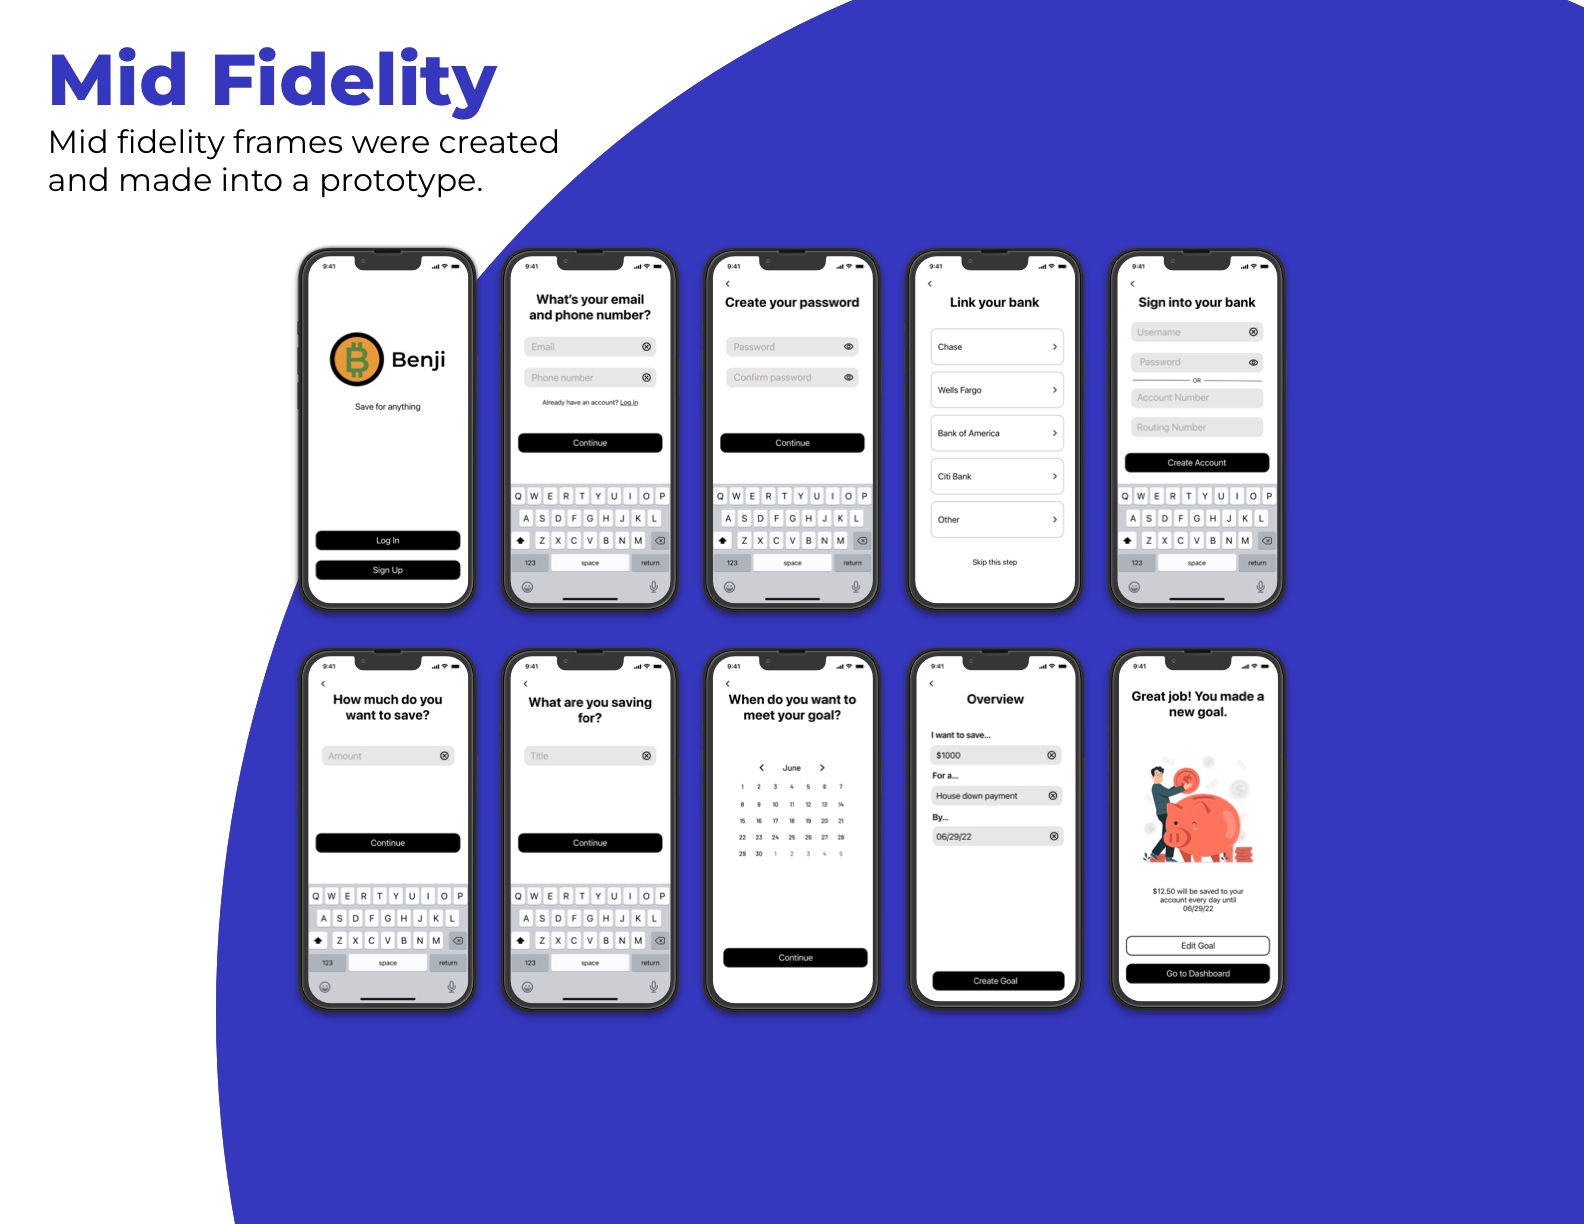 Mid Fidelity
Mid fidelity frames were created
and made into a prototype.
9:41
Benji
Save for anything
Log In
Sign Up
9:41
What's your email
and phone number?
Email
Phone number
Already have an account? Log in
Continue
Q W E R T Y U I O P
A S D F G H J K L
Z X C V B N M
123 space return
9:41
Create your password
Password
Confirm password
Continue
Q W E R T Y U I O P
A S D F G H J K L
Z X C V B N M
123 space return
9:41
Link your bank
Chase
Wells Fargo
Bank of America
Citi Bank
Other
Skip this step
9:41
Sign into your bank
Username
Password
OR
Account Number
Routing Number
Create Account
Q W E R T Y U I O P
A S D F G H J K L
Z X C V B N M
123 space return
9:41
How much do you
want to save?
Amount
Continue
Q W E R T Y U I O P
A S D F G H J K L
Z X C V B N M
123 space return
9:41
What are you saving
for?
Title
Continue
Q W E R T Y U I O P
A S D F G H J K L
Z X C V B N M
123 space return
9:41
When do you want to
meet your goal?
June
1 2 3 4 5 6 7
8 9 10 11 12 13 14
15 16 17 18 19 20 21
22 23 24 25 26 27 28
29 30 1 2 3 4 5
Continue
9:41
Overview
I want to save...
$1000
For a...
House down payment
By...
06/29/22
Create Goal
9:41
Great job! You made a
new goal.
$12.50 will be saved to your
account every day until
06/29/22
Edit Goal
Go to Dashboard